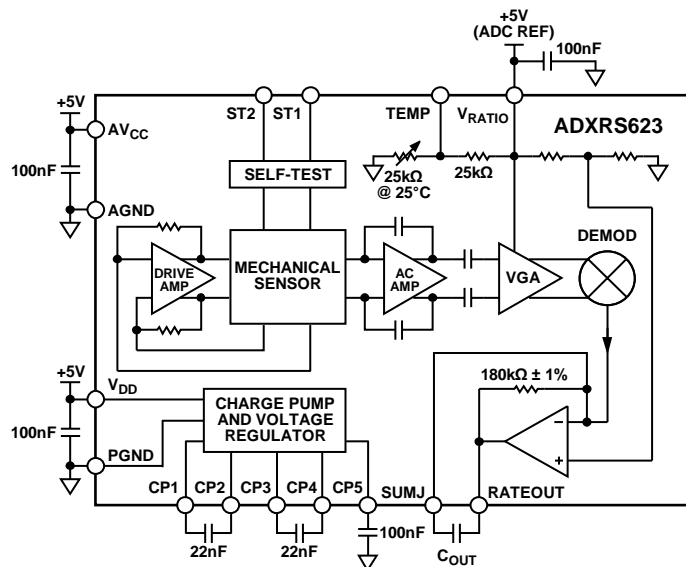 +5V
(ADC REF)
100nF
+5V
ST2
ST1
TEMP
VRATIO
ADXRS623
AVCC
100nF
AGND
SELF-TEST
25kΩ
@ 25°C
25kΩ
DRIVE
AMP
MECHANICAL
SENSOR
AC
AMP
VGA
DEMOD
+5V
VDD
100nF
PGND
CHARGE PUMP
AND VOLTAGE
REGULATOR
180kΩ ± 1%
–
+
CP1
CP2
CP3
CP4
CP5
SUMJ
RATEOUT
22nF
22nF
100nF
COUT